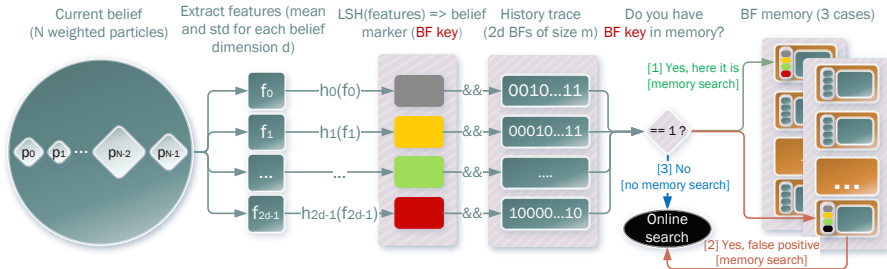 Current belief
(N weighted particles)
Extract features (mean
and std for each belief
dimension d)
LSH(features) => belief
marker (BF key)
History trace
(2d BFs of size m)
Do you have
BF key in memory?
BF memory (3 cases)
p0 p1 ... pN-2 pN-1
f0 h0(f0) && 0010...11
f1 h1(f1) && 00010...11
... ... && ....
f2d-1 h2d-1(f2d-1) && 10000...10
== 1 ?
[1] Yes, here it is
[memory search]
[3] No
[no memory search]
Online
search
[2] Yes, false positive
[memory search]
...